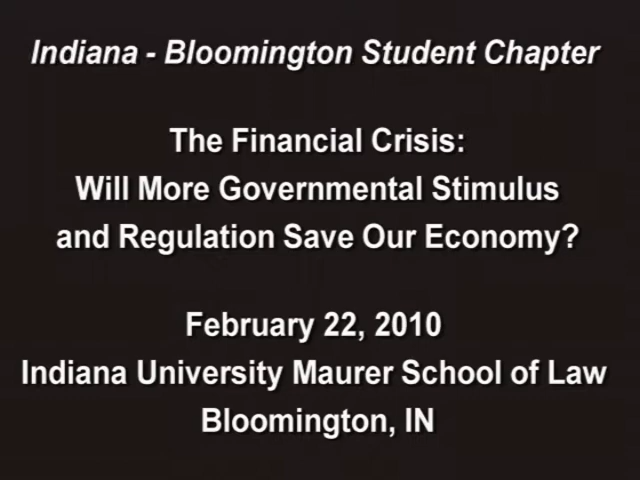 Indiana - Bloomington Student Chapter
The Financial Crisis:
Will More Governmental Stimulus
and Regulation Save Our Economy?
February 22, 2010
Indiana University Maurer School of Law
Bloomington, IN